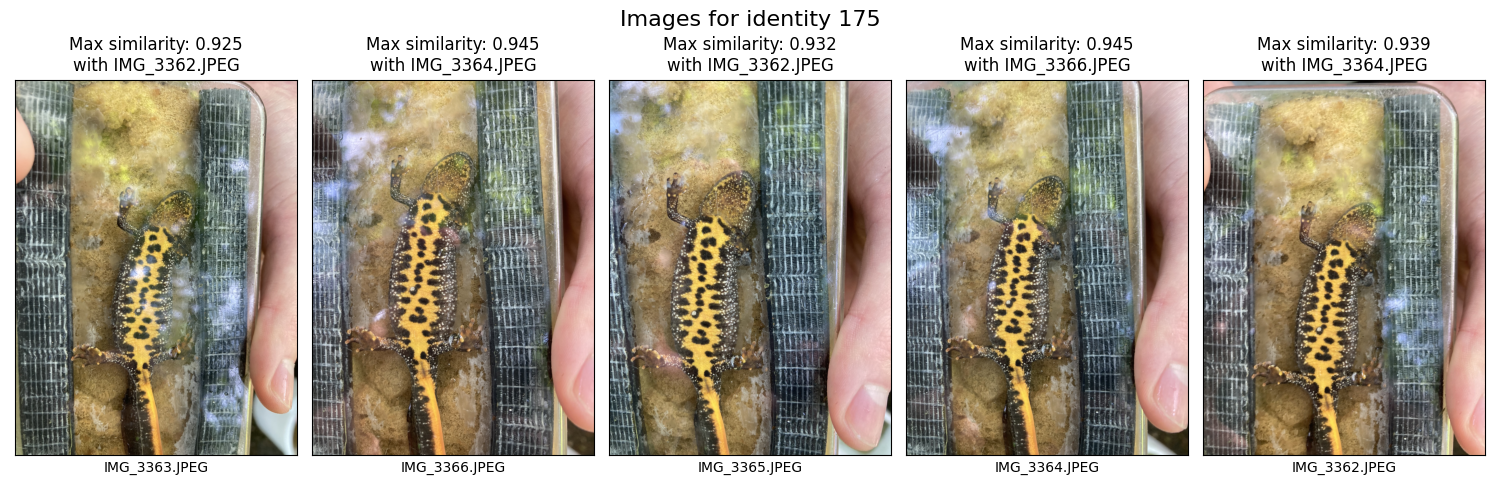 Images for identity 175
Max similarity: 0.925
with IMG_3362.JPEG
Max similarity: 0.945
with IMG_3364.JPEG
Max similarity: 0.932
with IMG_3362.JPEG
Max similarity: 0.945
with IMG_3366.JPEG
Max similarity: 0.939
with IMG_3364.JPEG
IMG_3363.JPEG
IMG_3366.JPEG
IMG_3365.JPEG
IMG_3364.JPEG
IMG_3362.JPEG